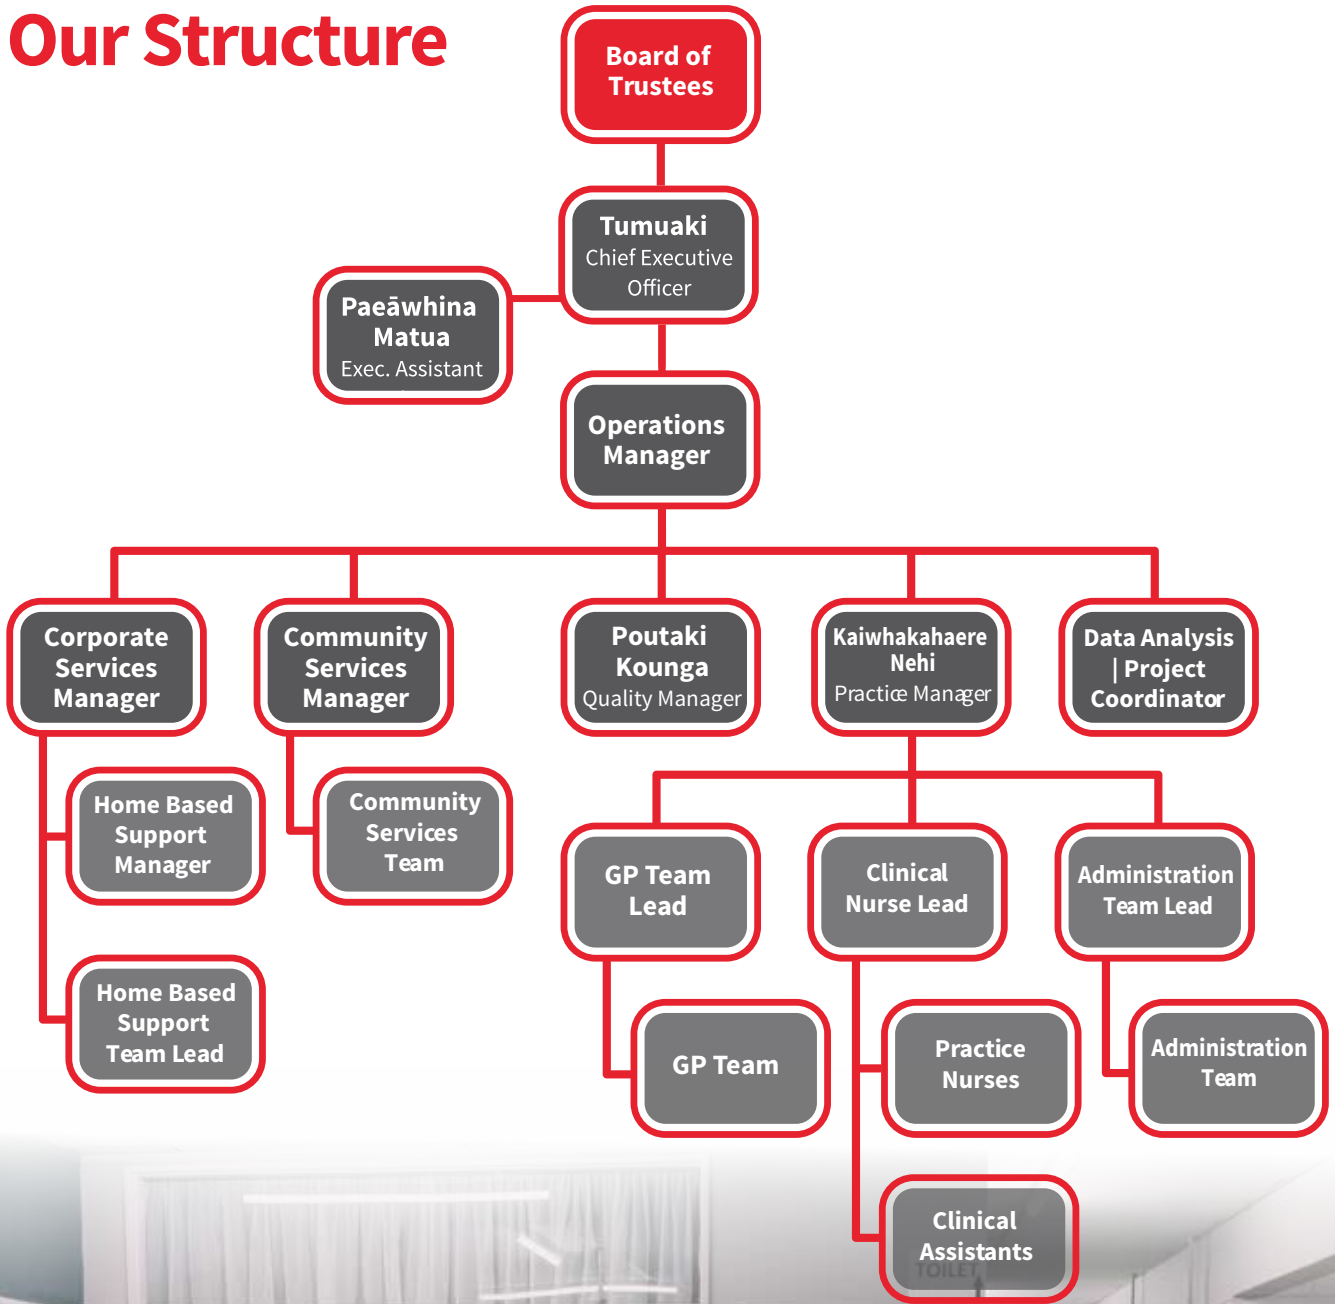 Our Structure
Board of
Trustees
Tumuaki
Chief Executive
Officer
Paeāwhina
Matua
Exec. Assistant
Operations
Manager
Corporate
Services
Manager
Community
Services
Manager
Poutaki
Kounga
Quality Manager
Kaiwhakahaere
Nehi
Practice Manager
Data Analysis
| Project
Coordinator
Home Based
Support
Manager
Community
Services
Team
GP Team
Lead
Clinical
Nurse Lead
Administration
Team Lead
Home Based
Support
Team Lead
GP Team
Practice
Nurses
Administration
Team
Clinical
Assistants
TOILET